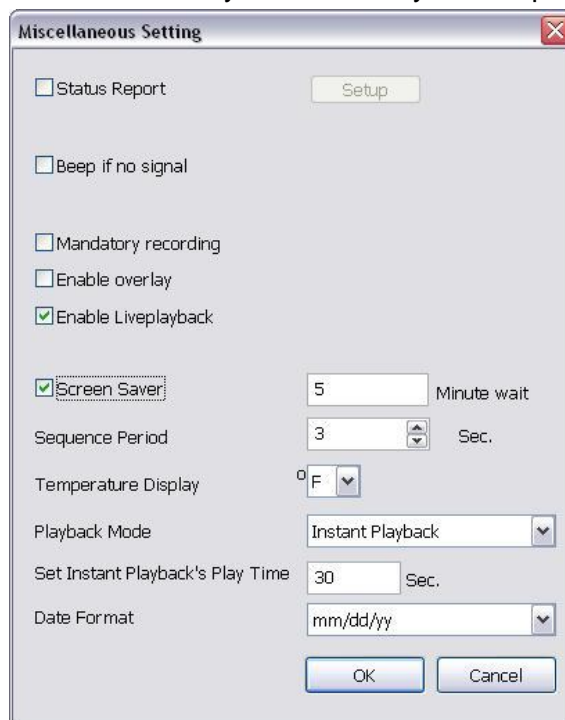 Miscellaneous Setting
Status Report Setup
Beep if no signal
Mandatory recording
Enable overlay
Enable Liveplayback
Screen Saver 5 Minute wait
Sequence Period 3 Sec.
Temperature Display °F
Playback Mode Instant Playback
Set Instant Playback's Play Time 30 Sec.
Date Format mm/dd/yy
OK Cancel